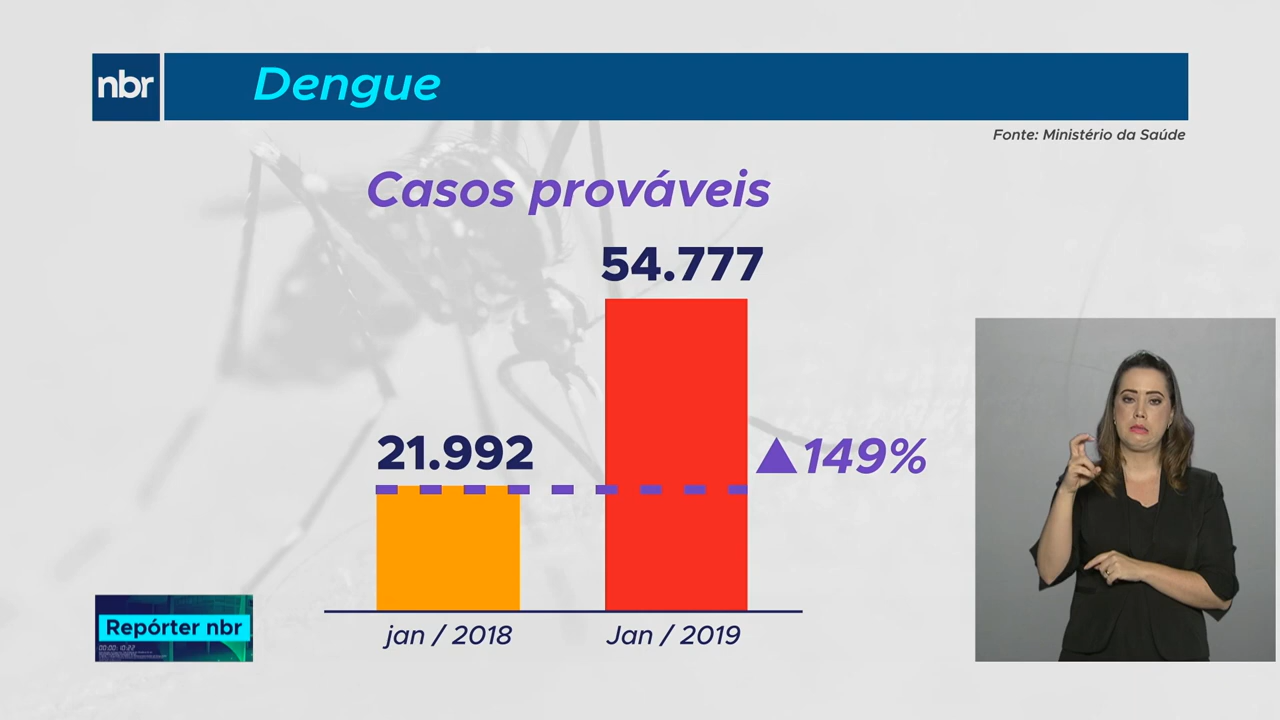 nbr
Dengue
Fonte: Ministério da Saúde
Casos prováveis
54.777
21.992
149%
jan / 2018
Jan / 2019
Repórter nbr